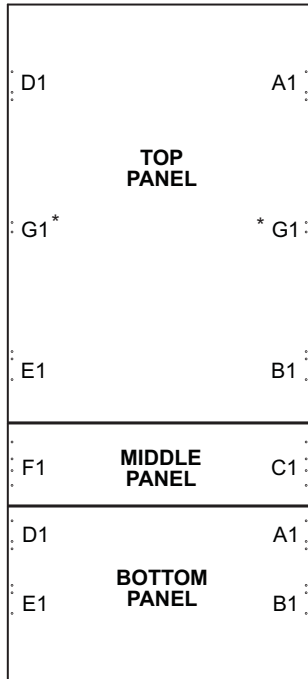 D1 A1
TOP
PANEL
G1* * G1
E1 B1
F1 MIDDLE C1
PANEL
D1 A1
BOTTOM
E1 PANEL B1